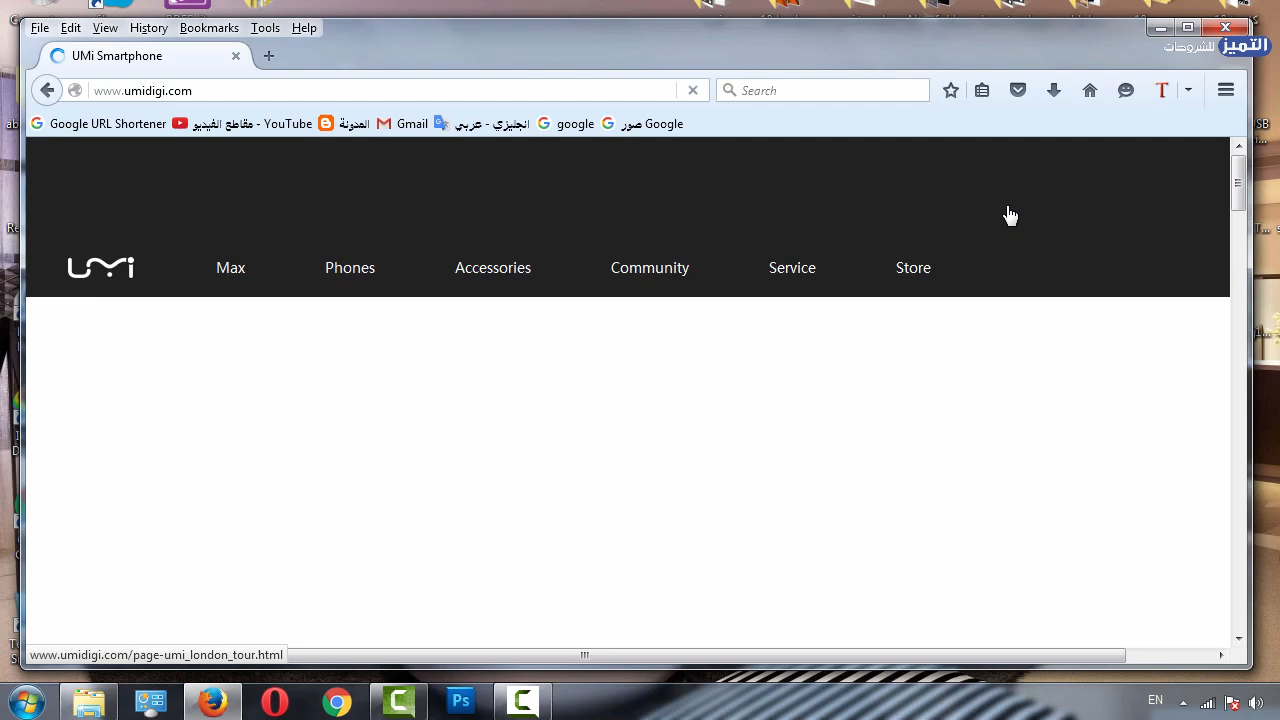 File Edit View History Bookmarks Tools Help
التميز للشروحات
UMi Smartphone
www.umidigi.com
Search
Google URL Shortener
مقاطع الفيديو - YouTube
المدونة
Gmail
انجليزي - عربي
google
صور Google
UMi
Max Phones Accessories Community Service Store
www.umidigi.com/page-umi_london_tour.html
Ps
EN